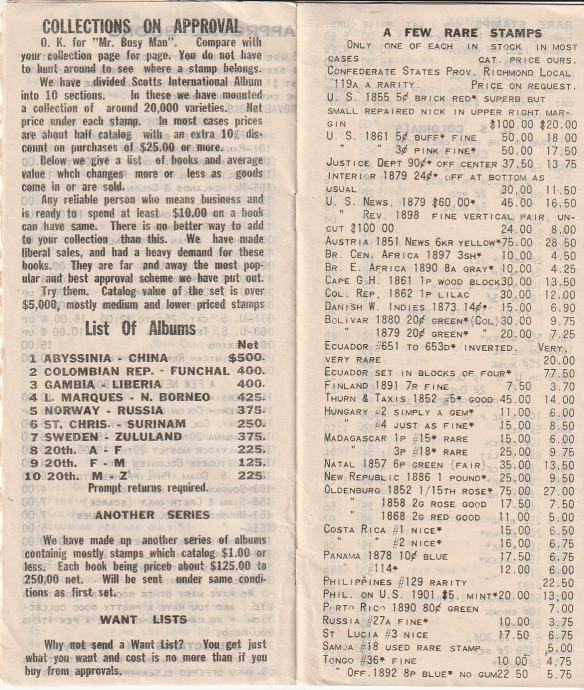 COLLECTIONS ON APPROVAL
O. K. for "Mr. Busy Man". Compare with
your collection page for page. You do not have
to hunt around to see where a stamp belongs.
We have divided Scotts International Album
into 10 sections. In these we have mounted
a collection of around 20,000 varieties. Net
price under each stamp. In most cases prices
are about half catalog with an extra 10% dis-
count on purchases of $25.00 or more.
Below we give a list of books and average
value whch changes more or less as goods
come in or are sold.
Any reliable person who means business and
is ready to spend at least $10.00 on a book
can have same. There is no better way to add
to your collection than this. We have made
liberal sales, and had a heavy demand for these
books. They are far and away the most pop-
ular and best approval scheme we have put out.
Try them. Catalog value of the set is over
$5,000, mostly medium and lower priced stamps
List Of Albums
Net
1 ABYSSINIA - CHINA $500.
2 COLOMBIAN REP. - FUNCHAL 400.
3 GAMBIA - LIBERIA 400.
4 L. MARQUES - N. BORNEO 425.
5 NORWAY - RUSSIA 375.
6 ST. CHRIS. - SURINAM 250.
7 SWEDEN - ZULULAND 375.
8 20th. A - F 225.
9 20th. F - M 125.
10 20th. M - Z 225.
Prompt returns required.
ANOTHER SERIES
We have made up another series of albums
containig mostly stamps which catalog $1.00 or
less. Each book being priceb about $125.00 to
250,00 net. Will be sent under same condi-
tions as first set.
WANT LISTS
Why not send a Want List? You get just
what you want and cost is no more than if you
buy from approvals.
A FEW RARE STAMPS
ONLY ONE OF EACH IN STOCK IN MOST
CASES CAT. PRICE OURS.
CONFEDERATE STATES PROV. RICHMOND LOCAL
119A A RARITY PRICE ON REQUEST.
U. S. 1855 5¢ BRICK RED* SUPERB BUT
SMALL REPAIRED NICK IN UPPER RIGHT MAR-
GIN $100.00 $20.00
U. S. 1861 5¢ BUFF* FINE 50.00 18.00
" " 3¢ PINK FINE* 50.00 17.50
JUSTICE DEPT 90¢* OFF CENTER 37.50 13.75
INTERIOR 1879 24¢* OFF AT BOTTOM AS
USUAL 30.00 11.50
U. S. NEWS. 1879 $60,00* 45.00 16.50
" REV. 1898 FINE VERTICAL PAIR, UN-
CUT $100 00 24.00 8.00
AUSTRIA 1851 NEWS 6KR YELLOW*75.00 28 50
BR. CEN. AFRICA 1897 3SH* 10.00 4.50
BR. E. AFRICA 1890 8A GRAY* 10.00 4.25
CAPE G.H. 1861 1P WOOD BLOCK30.00 13.50
COL. REP. 1862 1P LILAC 30.00 12.00
DANISH W. INDIES 1873 14¢* 15.00 6.90
BOLIVAR 1880 20¢ GREEN* (COL)30.00 9.75
" 1879 20¢ GREEN* 20.00 7.25
ECUADOR #651 TO 653D* INVERTED. VERY,
VERY RARE 20.00
ECUADOR SET IN BLOCKS OF FOUR* 77.50
FINLAND 1891 7R FINE 7.50 3.70
THURN & TAXIS 1852 #5* GOOD 45.00 14.00
HUNGARY #2 SIMPLY A GEM* 11.00 6.00
" #4 JUST AS FINE* 15.00 8.50
MADAGASCAR 1P #15* RARE 15.00 6.00
" 3P #18* RARE 25.00 9.75
NATAL 1857 6P GREEN (FAIR) 35.00 13.50
NEW REPUBLIC 1886 1 POUND* 25.00 9.50
OLDENBURG 1852 1/15TH ROSE* 75.00 27.00
" 1858 2G ROSE GOOD 17.50 7.50
" 1868 2G RED GOOD 11.00 5.00
COSTA RICA #1 NICE* 15.00 6.50
" " #2 NICE* 16,00 6.75
PANAMA 1878 10¢ BLUE 17.50 6.75
" #114* 12.00 6.00
PHILIPPINES #129 RARITY 22.50
PHIL. ON U.S. 1901 $5. MINT*20.00 13,00
PORTO RICO 1890 80¢ GREEN 7.00
RUSSIA #27A FINE* 10.00 3.75
ST LUCIA #3 NICE 17.50 6.75
SAMOA #18 USED RARE STAMP 5.00
TONGO #36* FINE 10 00 4,75
" OFF.1892 8P BLUE* NO GUM22 50 5.75